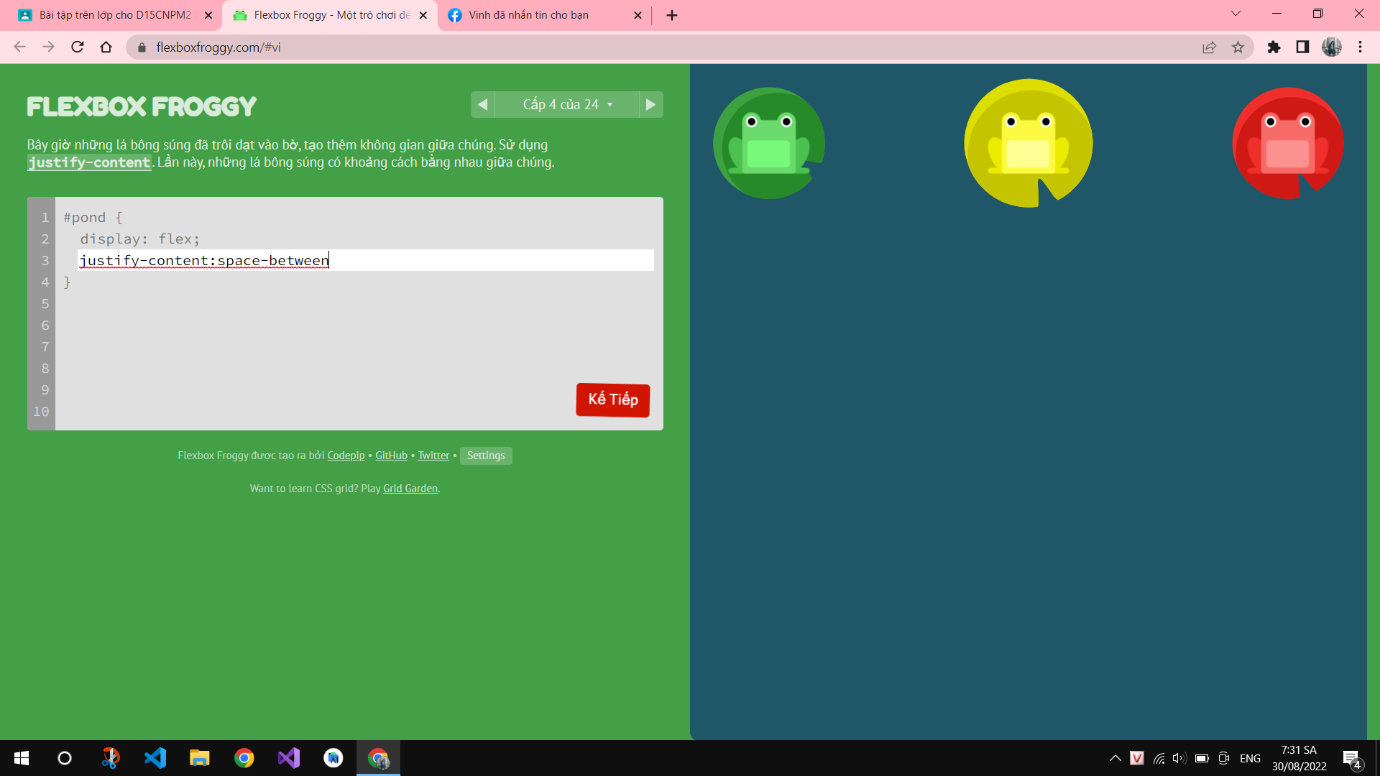 Bài tập trên lớp cho D15CNPM2
Flexbox Froggy - Một trò chơi để
Vinh đã nhắn tin cho bạn
flexboxfroggy.com/#vi
FLEXBOX FROGGY
Cấp 4 của 24
Bây giờ những lá bông súng đã trôi dạt vào bờ, tạo thêm không gian giữa chúng. Sử dụng
justify-content. Lần này, những lá bông súng có khoảng cách bằng nhau giữa chúng.
1 #pond {
2 display: flex;
3 justify-content:space-between
4 }
5
6
7
8
9
10
Kế Tiếp
Flexbox Froggy được tạo ra bởi Codepip • GitHub • Twitter • Settings
Want to learn CSS grid? Play Grid Garden.
ENG
7:31 SA
30/08/2022
4